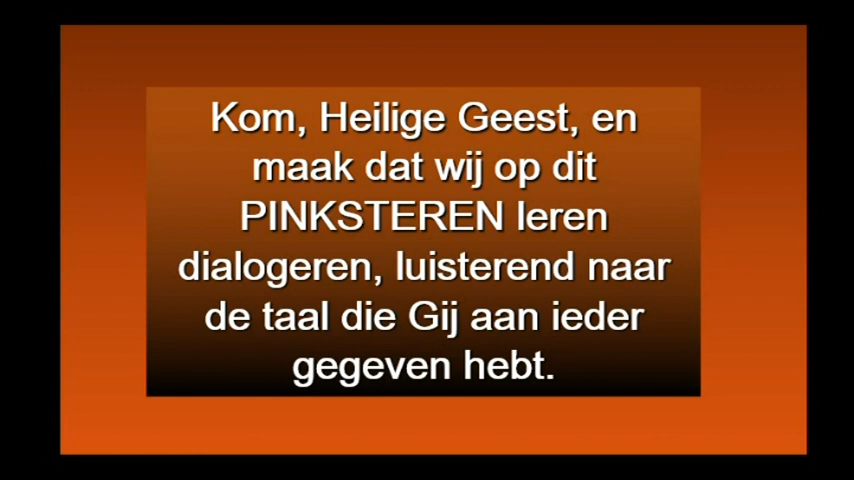 Kom, Heilige Geest, en
maak dat wij op dit
PINKSTEREN leren
dialogeren, luisterend naar
de taal die Gij aan ieder
gegeven hebt.